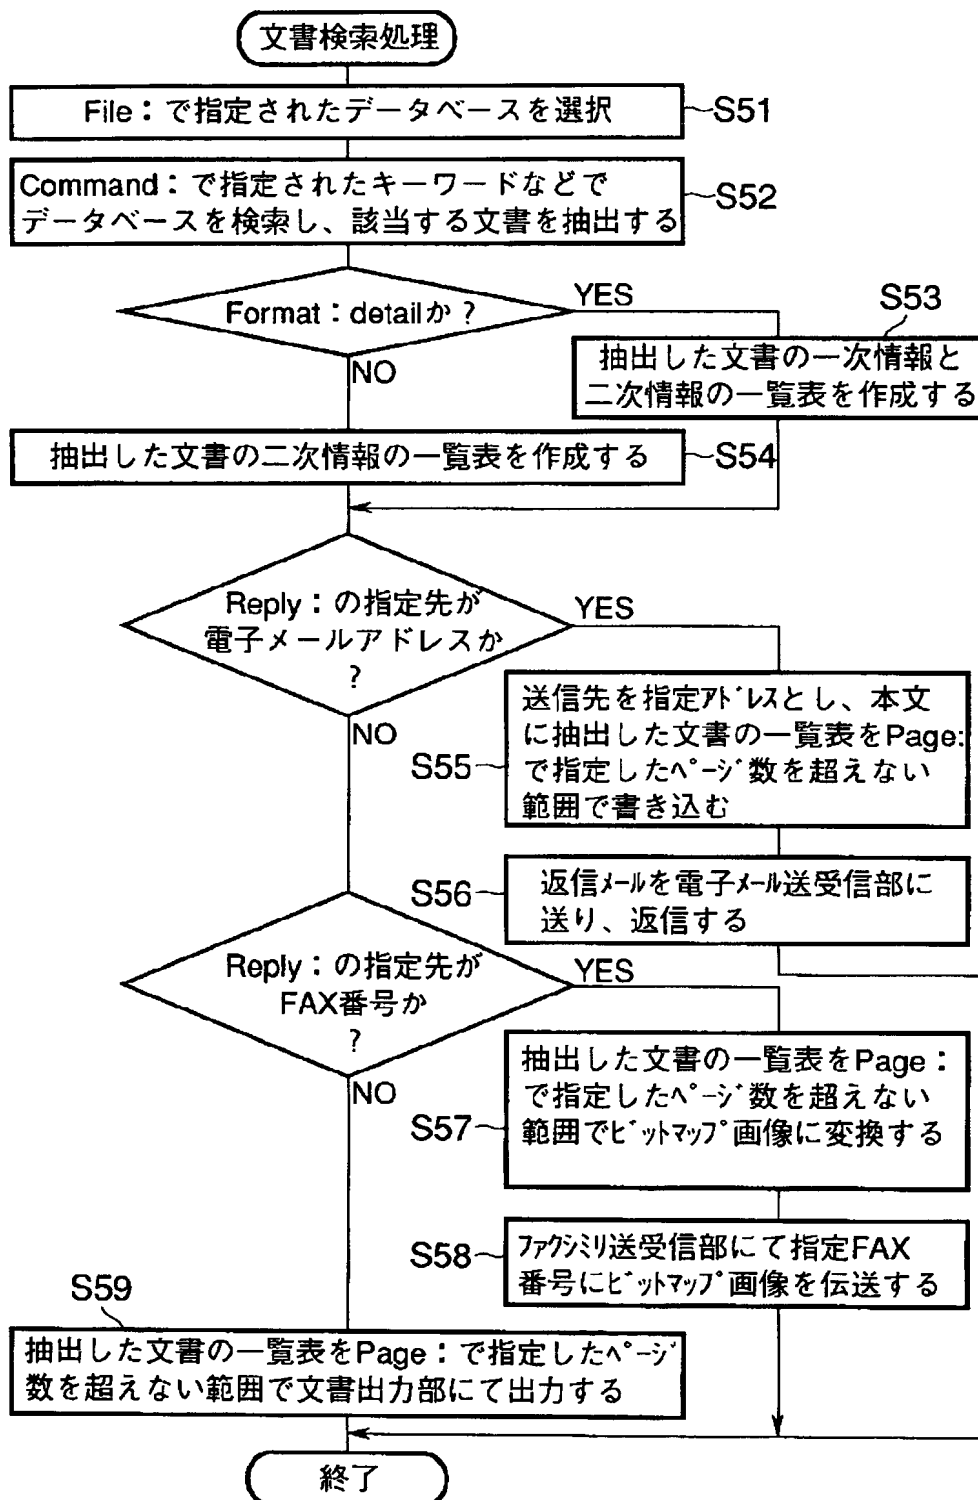 文書検索処理
File：で指定されたデータベースを選択
S51
Command：で指定されたキーワードなどで
データベースを検索し、該当する文書を抽出する
S52
Format：detailか？
YES
NO
S53
抽出した文書の一次情報と
二次情報の一覧表を作成する
抽出した文書の二次情報の一覧表を作成する
S54
Reply：の指定先が
電子メールアドレスか
？
YES
NO
S55
送信先を指定ｱﾄﾞﾚｽとし、本文
に抽出した文書の一覧表をPage:
で指定したﾍﾟｰｼﾞ数を超えない
範囲で書き込む
S56
返信ﾒｰﾙを電子ﾒｰﾙ送受信部に
送り、返信する
Reply：の指定先が
FAX番号か
？
YES
NO
S57
抽出した文書の一覧表をPage：
で指定したﾍﾟｰｼﾞ数を超えない
範囲でﾋﾞｯﾄﾏｯﾌﾟ画像に変換する
S58
ﾌｧｸｼﾐﾘ送受信部にて指定FAX
番号にﾋﾞｯﾄﾏｯﾌﾟ画像を伝送する
S59
抽出した文書の一覧表をPage：で指定したﾍﾟｰｼﾞ
数を超えない範囲で文書出力部にて出力する
終了